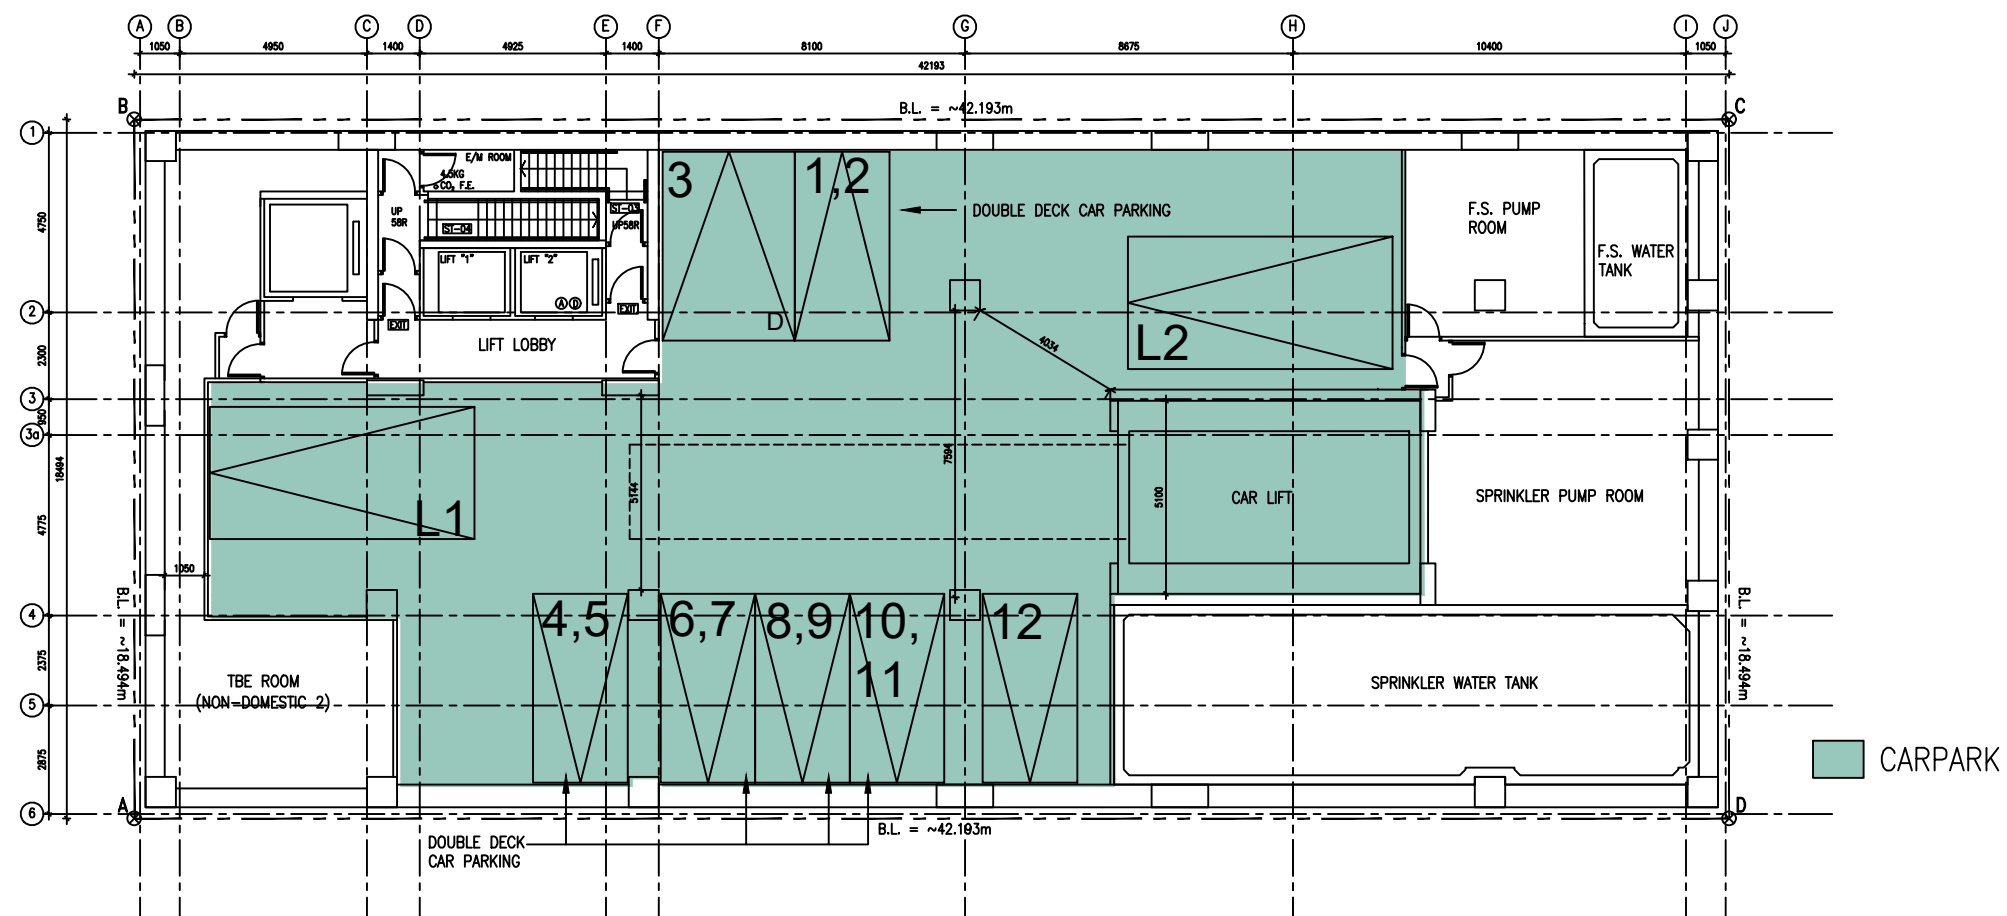 A B C D E F G H I J
1050 4950 1400 4925 1400 8100 8675 10400 1050
42193
B B.L. = ~42.193m C
1
E/M ROOM
4.5KG
CO, F.E.
3 1,2
UP
58R
ST-03
UP58R
ST-04
DOUBLE DECK CAR PARKING
F.S. PUMP
ROOM
F.S. WATER
TANK
4750
LIFT "1" LIFT "2"
A D
EXIT EXIT
2
D
L2
LIFT LOBBY
2300
4034
3
950
3a
18494
7594
5144
5100
CAR LIFT
SPRINKLER PUMP ROOM
L1
4775
1050
B.L. = ~18.494m
B.L. = ~18.494m
4
4,5 6,7 8,9 10, 12
11
2375
TBE ROOM
(NON-DOMESTIC 2)
SPRINKLER WATER TANK
5
2875
CARPARK
A D
6
B.L. = ~42.193m
DOUBLE DECK
CAR PARKING